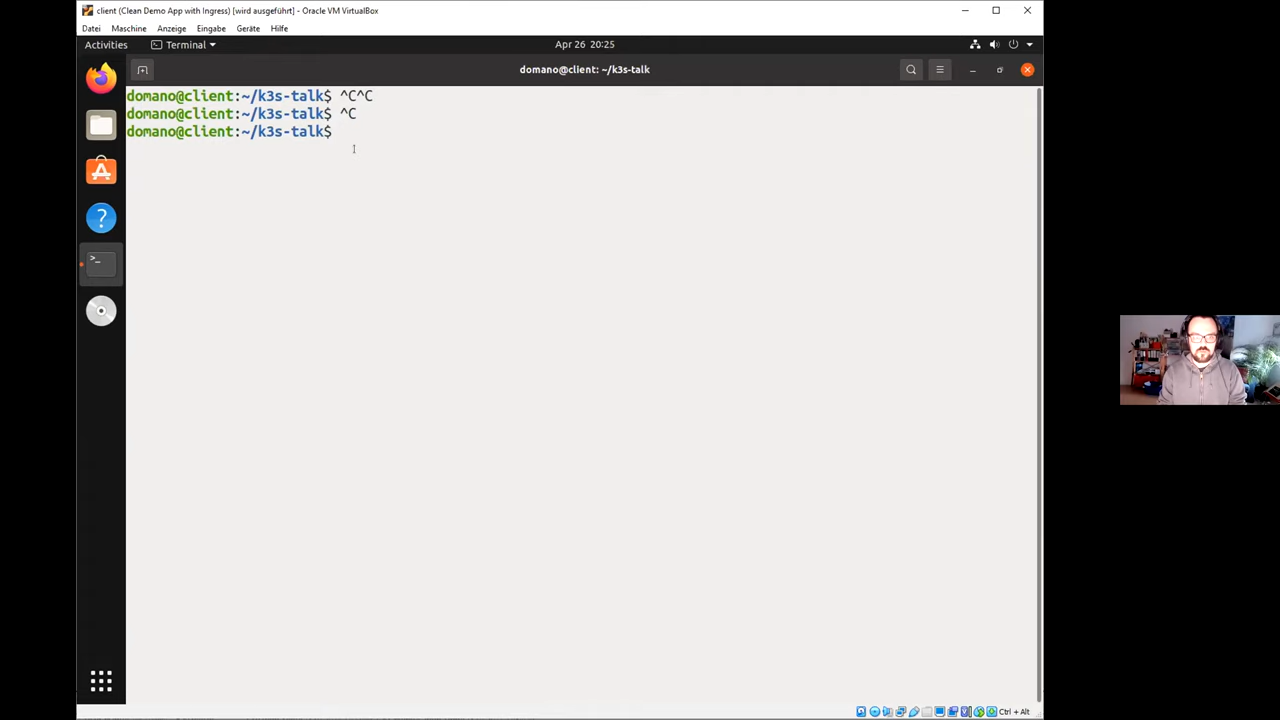 client (Clean Demo App with Ingress) [wird ausgeführt] - Oracle VM VirtualBox
Datei Maschine Anzeige Eingabe Geräte Hilfe
Activities Terminal Apr 26 20:25
domano@client: ~/k3s-talk
domano@client:~/k3s-talk$ ^C^C
domano@client:~/k3s-talk$ ^C
domano@client:~/k3s-talk$
Ctrl + Alt